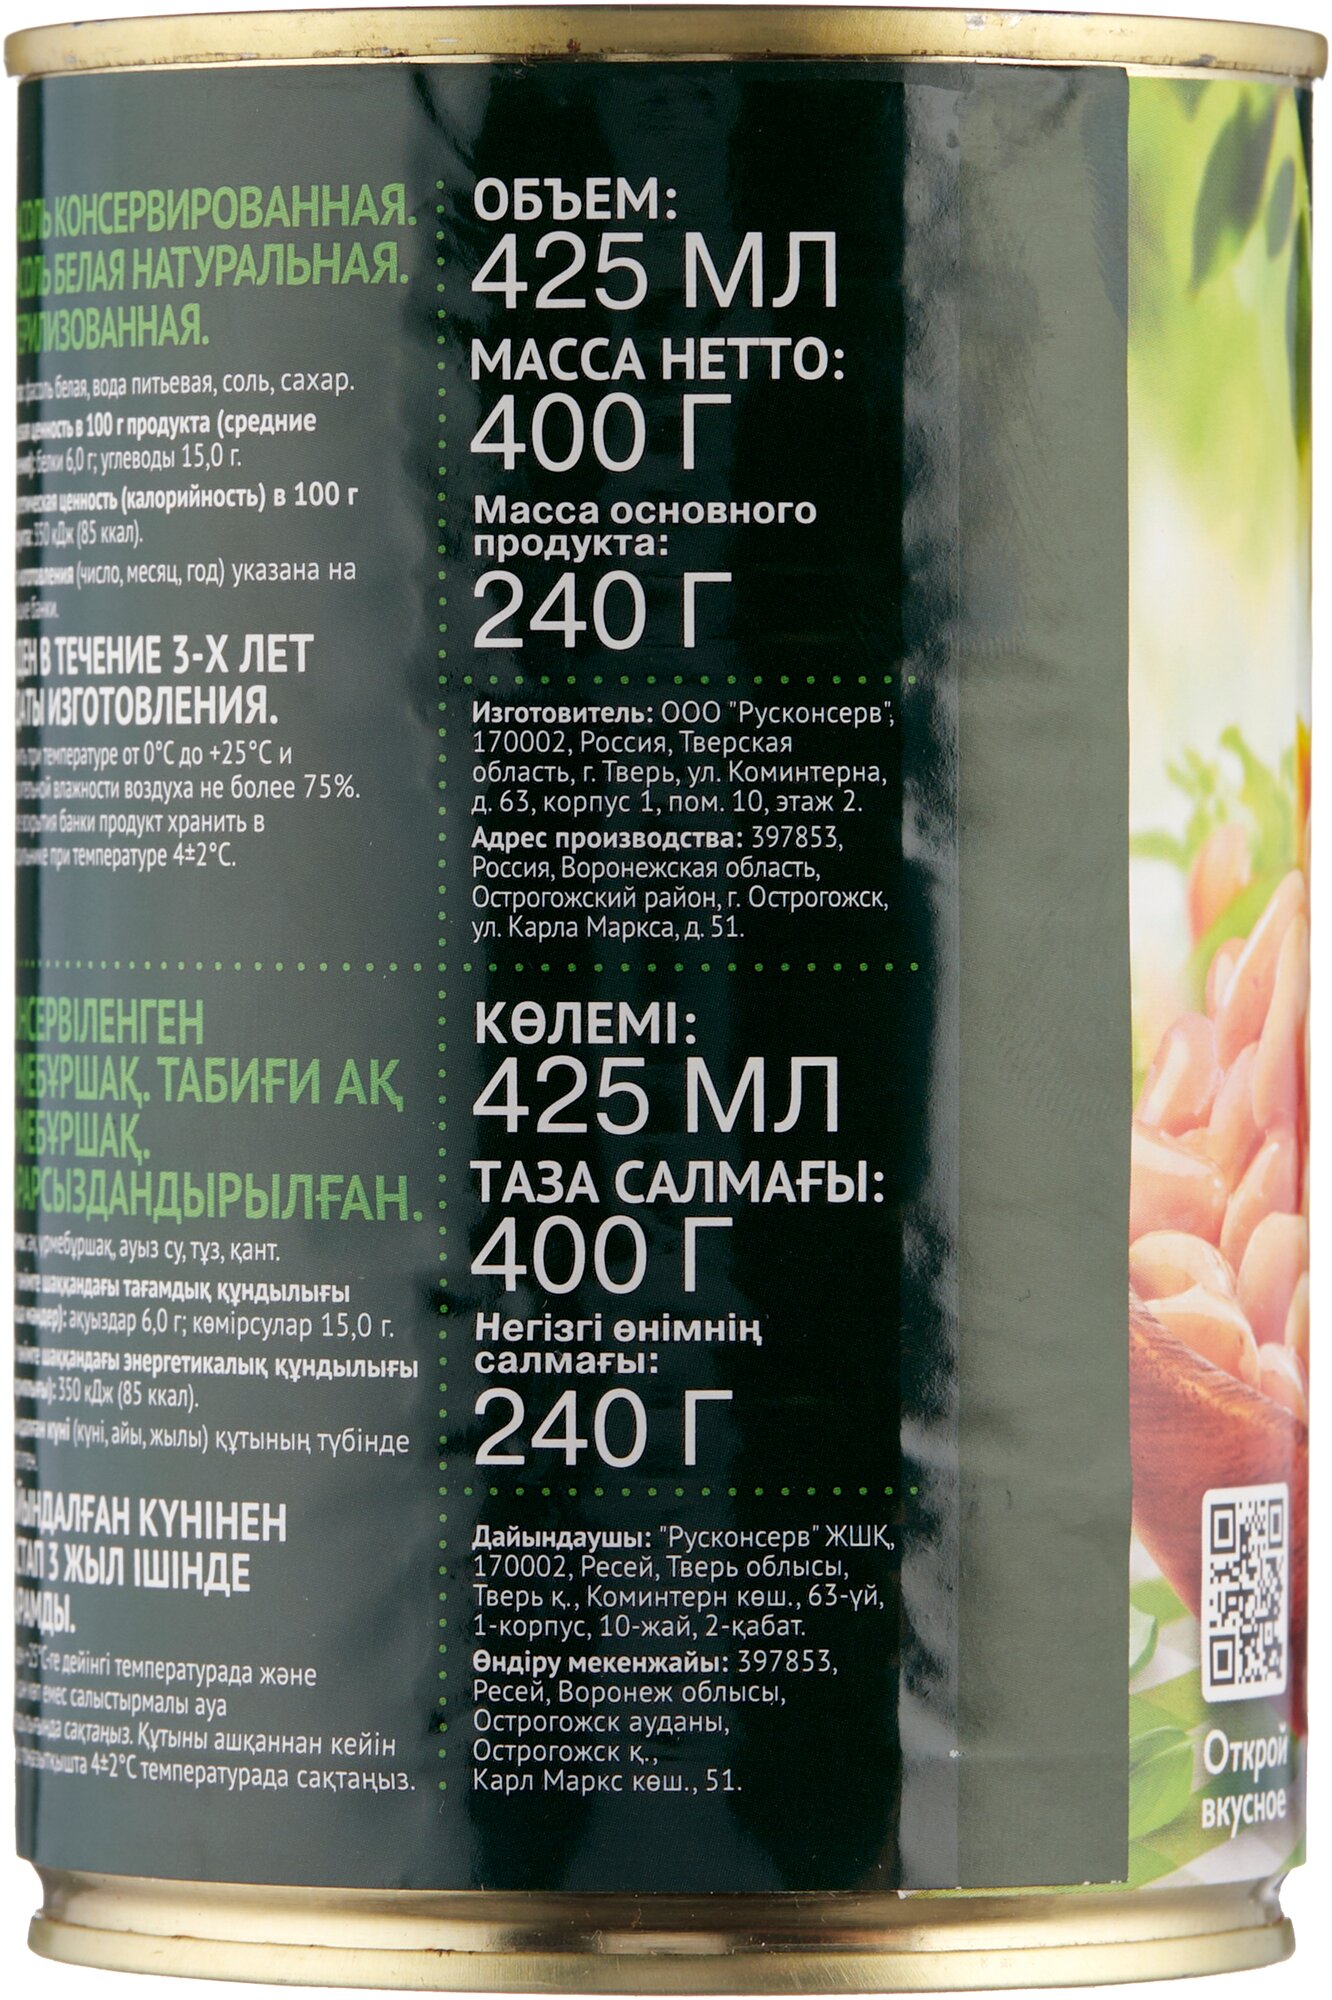 КОНСЕРВИРОВАННАЯ.
БЕЛАЯ НАТУРАЛЬНАЯ.
фасоль белая, вода питьевая, соль, сахар.
ценность в 100 г продукта (средние
белки 6,0 г; углеводы 15,0 г.
ценность (калорийность) в 100 г
350 кДж (85 ккал).
изготовления (число, месяц, год) указана на
банки.
В ТЕЧЕНИЕ 3-Х ЛЕТ
ДАТЫ ИЗГОТОВЛЕНИЯ.
при температуре от 0°С до +25°С и
влажности воздуха не более 75%.
вскрытия банки продукт хранить в
при температуре 4±2°С.
ОБЪЕМ:
425 МЛ
МАССА НЕТТО:
400 Г
Масса основного
продукта:
240 Г
Изготовитель: ООО "Русконсерв",
170002, Россия, Тверская
область, г. Тверь, ул. Коминтерна,
д. 63, корпус 1, пом. 10, этаж 2.
Адрес производства: 397853,
Россия, Воронежская область,
Острогожский район, г. Острогожск,
ул. Карла Маркса, д. 51.
ТАБИҒИ АҚ
ауыз су, тұз, қант.
шаққандағы тағамдық құндылығы
ақуыздар 6,0 г; көмірсулар 15,0 г.
шаққандағы энергетикалық құндылығы
350 кДж (85 ккал).
күні (күні, айы, жылы) құтының түбінде
КҮНІНЕН
3 ЖЫЛ ІШІНДЕ
дейінгі температурада және
емес салыстырмалы ауа
сақтаңыз. Құтыны ашқаннан кейін
4±2°С температурада сақтаңыз.
КӨЛЕМІ:
425 МЛ
ТАЗА САЛМАҒЫ:
400 Г
Негізгі өнімнің
салмағы:
240 Г
Дайындаушы: "Русконсерв" ЖШҚ,
170002, Ресей, Тверь облысы,
Тверь қ., Коминтерн көш., 63-үй,
1-корпус, 10-жай, 2-қабат.
Өндіру мекенжайы: 397853,
Ресей, Воронеж облысы,
Острогожск ауданы,
Острогожск қ.,
Карл Маркс көш., 51.
Открой
вкусное